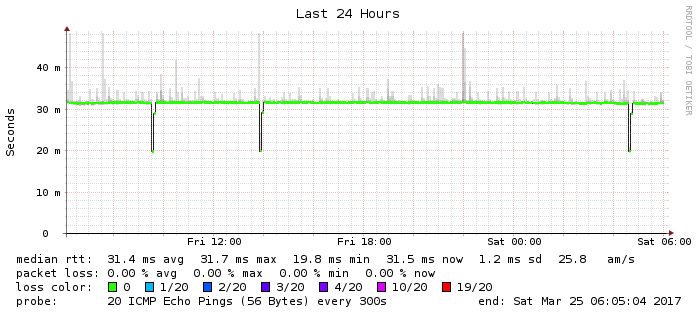 Last 24 Hours
RRDTOOL / TOBI OETIKER
Seconds
40 m
30 m
20 m
10 m
0
Fri 12:00 Fri 18:00 Sat 00:00 Sat 06:00
median rtt: 31.4 ms avg 31.7 ms max 19.8 ms min 31.5 ms now 1.2 ms sd 25.8 am/s
packet loss: 0.00 % avg 0.00 % max 0.00 % min 0.00 % now
loss color: 0 1/20 2/20 3/20 4/20 10/20 19/20
probe: 20 ICMP Echo Pings (56 Bytes) every 300s end: Sat Mar 25 06:05:04 2017